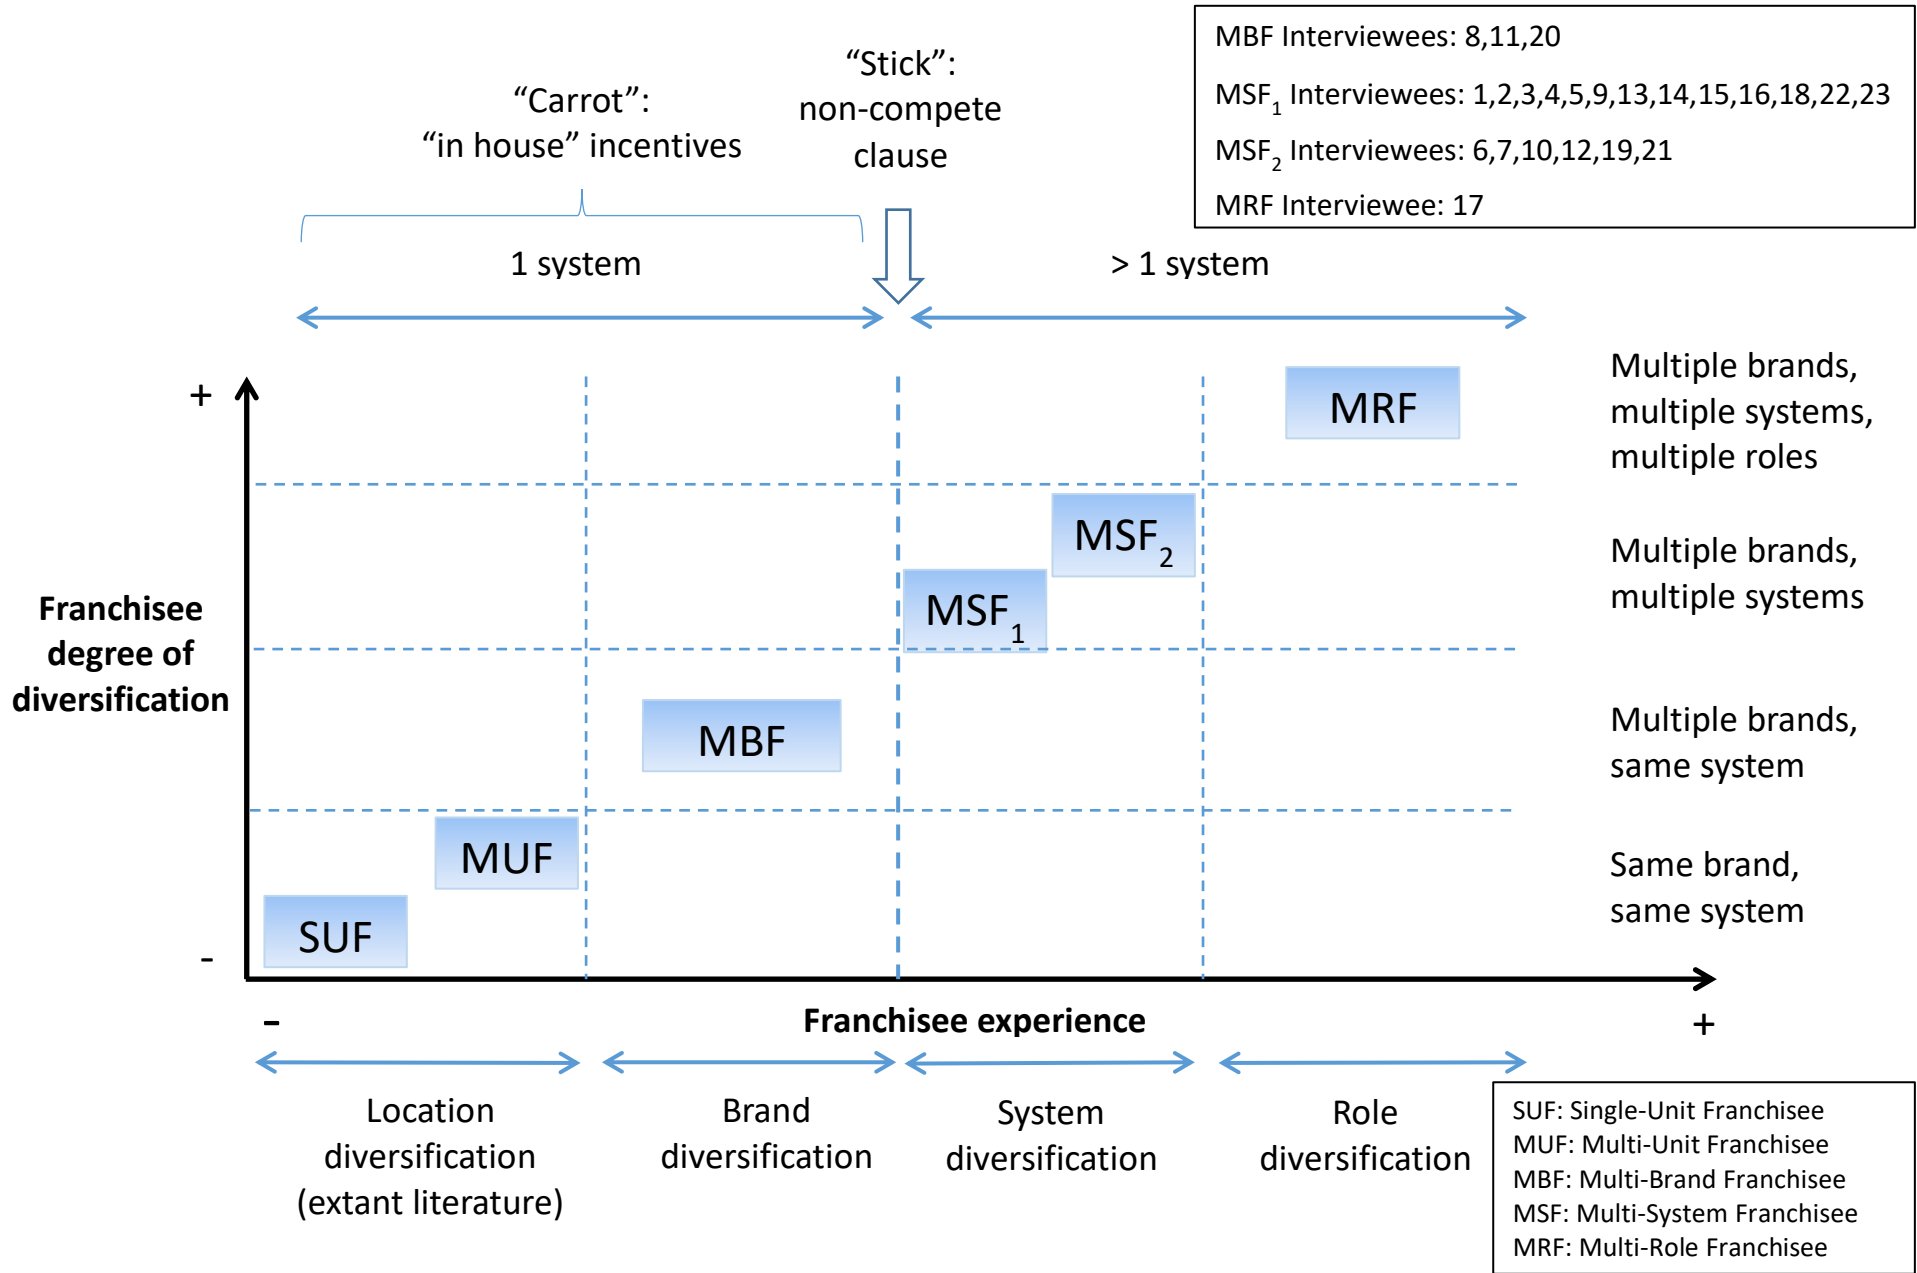 MBF Interviewees: 8,11,20
MSF₁ Interviewees: 1,2,3,4,5,9,13,14,15,16,18,22,23
MSF₂ Interviewees: 6,7,10,12,19,21
MRF Interviewee: 17
“Carrot”:
“in house” incentives
“Stick”:
non-compete
clause
1 system
> 1 system
+
Franchisee
degree of
diversification
-
MRF
MSF₂
MSF₁
MBF
MUF
SUF
Multiple brands,
multiple systems,
multiple roles
Multiple brands,
multiple systems
Multiple brands,
same system
Same brand,
same system
-
Franchisee experience
+
Location
diversification
(extant literature)
Brand
diversification
System
diversification
Role
diversification
SUF: Single-Unit Franchisee
MUF: Multi-Unit Franchisee
MBF: Multi-Brand Franchisee
MSF: Multi-System Franchisee
MRF: Multi-Role Franchisee